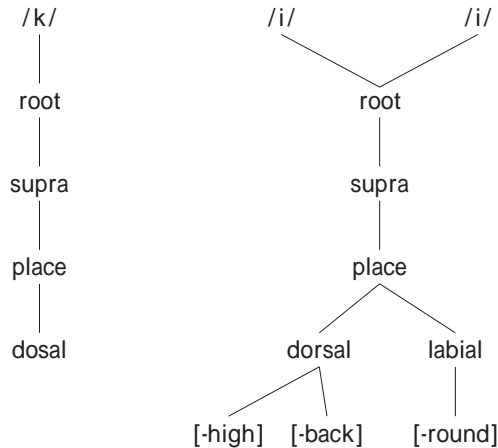 /k/ /i/ /i/
root root
supra supra
place place
dosal dorsal labial
[-high] [-back] [-round]